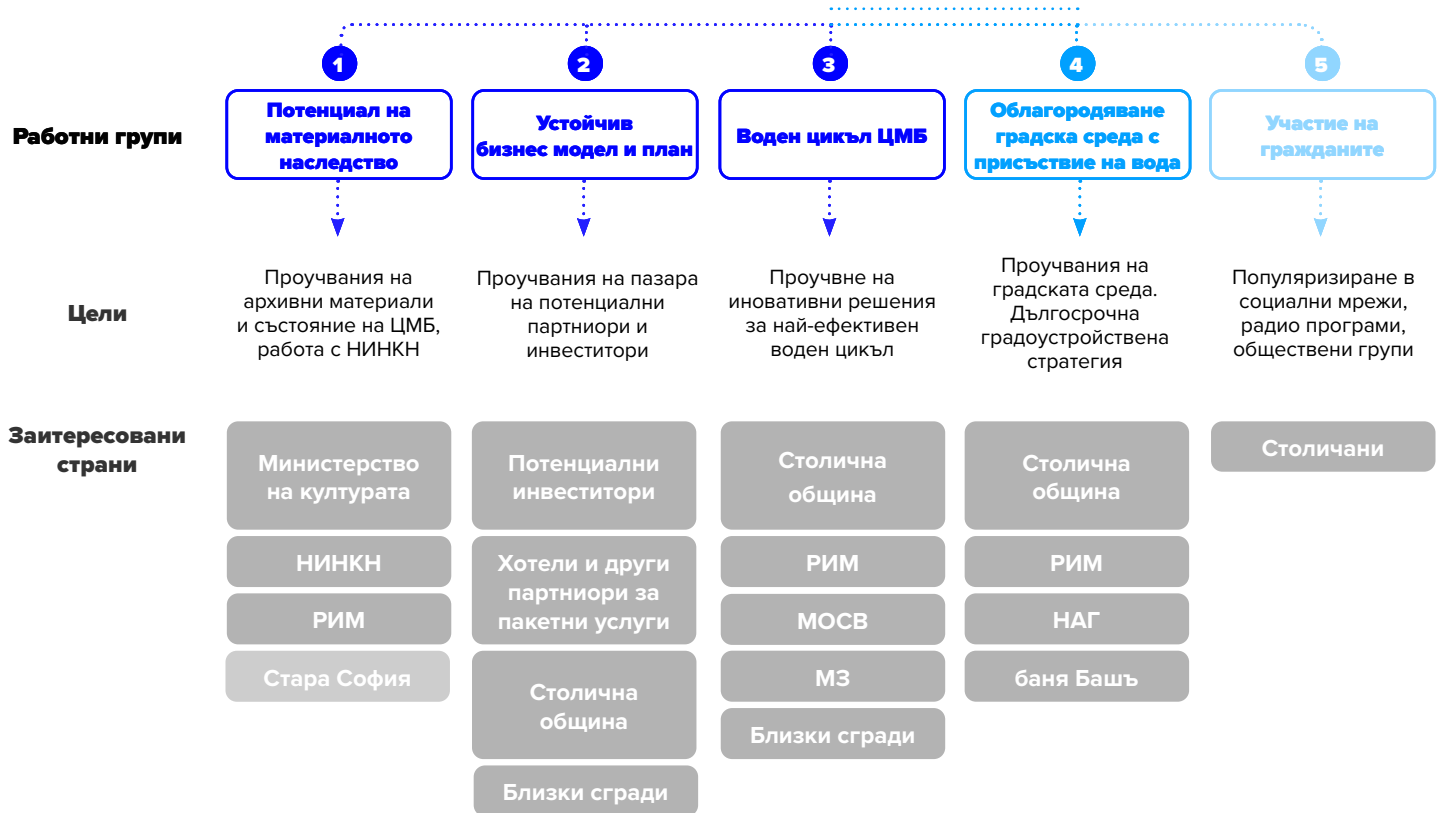 1
2
3
4
5
Работни групи
Потенциал на
материалното
наследство
Устойчив
бизнес модел и план
Воден цикъл ЦМБ
Облагородяване
градска среда с
присъствие на вода
Участие на
гражданите
Цели
Проучвания на
архивни материали
и състояние на ЦМБ,
работа с НИНКН
Проучвания на пазара
на потенциални
партниори и
инвеститори
Проучвне на
иновативни решения
за най-ефективен
воден цикъл
Проучвания на
градската среда.
Дългосрочна
градоустройствена
стратегия
Популяризиране в
социални мрежи,
радио програми,
обществени групи
Заитересовани
страни
Министерство
на културата
НИНКН
РИМ
Стара София
Потенциални
инвеститори
Хотели и други
партниори за
пакетни услуги
Столична
община
Близки сгради
Столична
община
РИМ
МОСВ
МЗ
Близки сгради
Столична
община
РИМ
НАГ
баня Башъ
Столичани